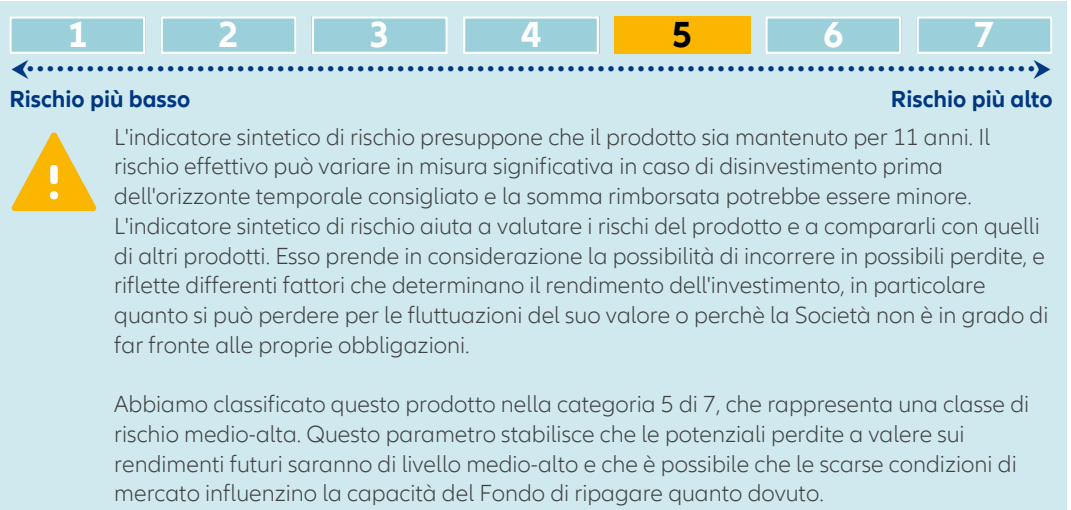 1 2 3 4 5 6 7
Rischio più basso Rischio più alto
L'indicatore sintetico di rischio presuppone che il prodotto sia mantenuto per 11 anni. Il
rischio effettivo può variare in misura significativa in caso di disinvestimento prima
dell'orizzonte temporale consigliato e la somma rimborsata potrebbe essere minore.
L'indicatore sintetico di rischio aiuta a valutare i rischi del prodotto e a compararli con quelli
di altri prodotti. Esso prende in considerazione la possibilità di incorrere in possibili perdite, e
riflette differenti fattori che determinano il rendimento dell'investimento, in particolare
quanto si può perdere per le fluttuazioni del suo valore o perchè la Società non è in grado di
far fronte alle proprie obbligazioni.
Abbiamo classificato questo prodotto nella categoria 5 di 7, che rappresenta una classe di
rischio medio-alta. Questo parametro stabilisce che le potenziali perdite a valere sui
rendimenti futuri saranno di livello medio-alto e che è possibile che le scarse condizioni di
mercato influenzino la capacità del Fondo di ripagare quanto dovuto.